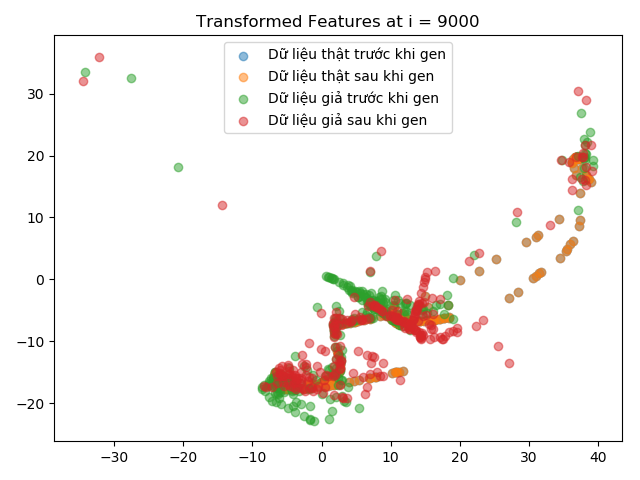 Transformed Features at i = 9000
Dữ liệu thật trước khi gen
Dữ liệu thật sau khi gen
Dữ liệu giả trước khi gen
Dữ liệu giả sau khi gen
30
20
10
0
−10
−20
−30 −20 −10 0 10 20 30 40